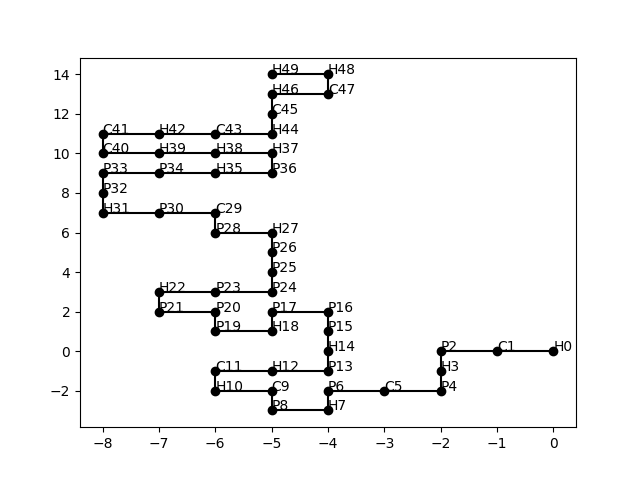 14 H49 H48
H46 C47
12 C45
C41 H42 C43 H44
10 C40 H39 H38 H37
P33 P34 H35 P36
8 P32
H31 P30 C29
6 P28 H27
P26
4 P25
H22 P23 P24
2 P21 P20 P17 P16
P19 H18 P15
0 H14 P2 C1 H0
C11 H12 P13 H3
−2 H10 C9 P6 C5 P4
P8 H7
−8 −7 −6 −5 −4 −3 −2 −1 0